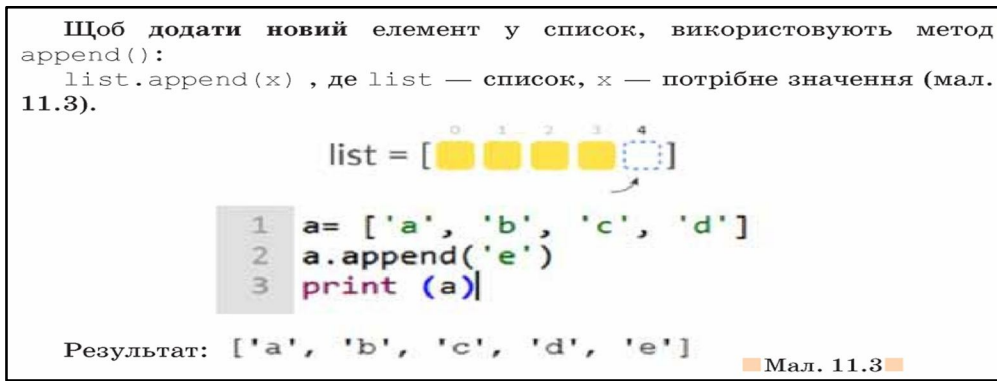 Щоб додати новий елемент у список, використовують метод
append():
list.append(x) , де list — список, x — потрібне значення (мал.
11.3).
0 1 2 3 4
list = [ ]
1 a= ['a', 'b', 'c', 'd']
2 a.append('e')
3 print (a)
Результат: ['a', 'b', 'c', 'd', 'e']
Мал. 11.3